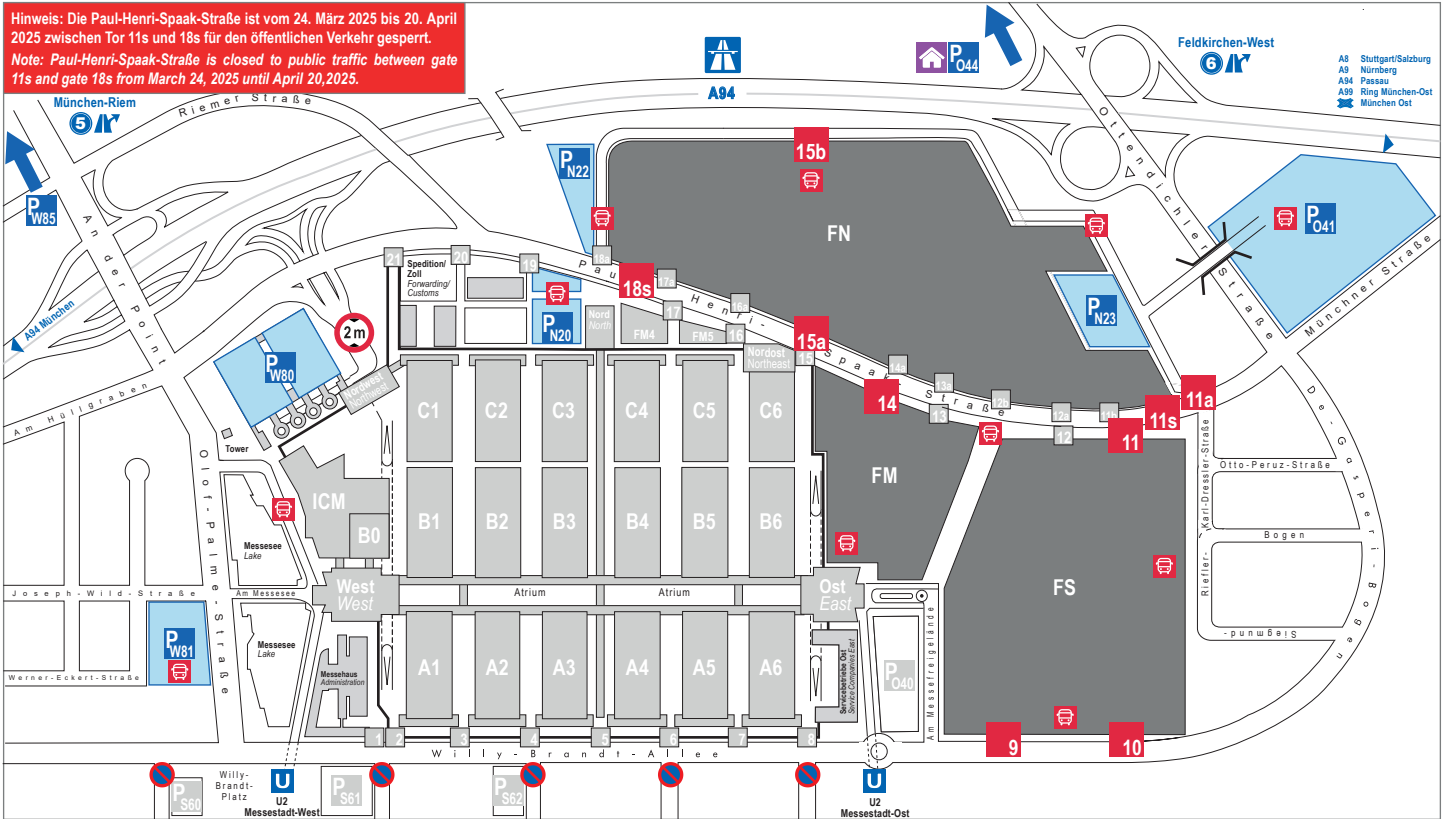 Hinweis: Die Paul-Henri-Spaak-Straße ist vom 24. März 2025 bis 20. April
2025 zwischen Tor 11s und 18s für den öffentlichen Verkehr gesperrt.
Note: Paul-Henri-Spaak-Straße is closed to public traffic between gate
11s and gate 18s from March 24, 2025 until April 20,2025.
A94
P
O44
Feldkirchen-West
6
A8 Stuttgart/Salzburg
A9 Nürnberg
A94 Passau
A99 Ring München-Ost
München Ost
München-Riem
5
Riemer Straße
P
W85
An der Point
P
N22
15b
FN
Ottendichler Straße
P
O41
Münchner Straße
21
20
19
18a
Spedition/
Zoll
Forwarding/
Customs
P
N20
Nord
North
18s
17a
17
16a
16
FM4
FM5
Paul-Henri-Spaak-Straße
15a
15
Nordost
Northeast
P
N23
14a
14
13a
13
12b
12a
12
11b
11
11s
11a
A94 München
2 m
P
W80
Nordwest
Northwest
Am Hüllgraben
Tower
Olof-Palme-Straße
C1
C2
C3
C4
C5
C6
B1
B2
B3
B4
B5
B6
ICM
B0
FM
FS
Karl-Dressler-Straße
Otto-Peruz-Straße
De-Gasperi-Bogen
Bogen
Riefler-
Siegmund-
Messesee
Lake
Joseph-Wild-Straße
Am Messesee
West
West
Atrium
Atrium
Ost
East
P
W81
Messesee
Lake
Werner-Eckert-Straße
Messehaus
Administration
A1
A2
A3
A4
A5
A6
Servicebetriebe Ost
Service Companies East
P
O40
Am Messefreigelände
1
2
3
4
5
6
7
8
9
10
Willy-Brandt-Allee
P
S60
Willy-
Brandt-
Platz
U
U2
Messestadt-West
P
S61
P
S62
U
U2
Messestadt-Ost